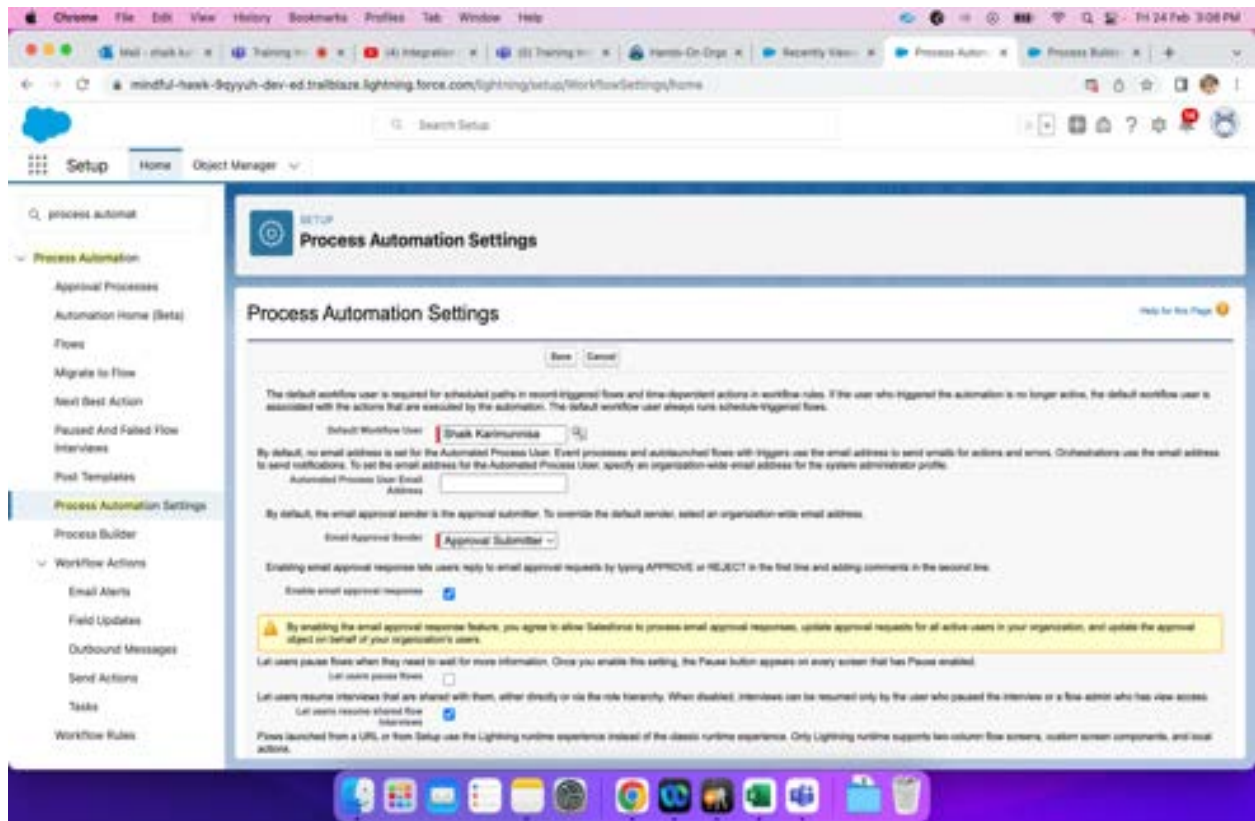 Chrome File Edit View History Bookmarks Profiles Tab Window Help
Fri 24 Feb 3:08 PM
Mail - shaik
Training
(4) Integration
Training
Hands-On Orgs
Recently View
Process Autom
Process Build
mindful-hawk-9qyyuh-dev-ed.trailblaze.lightning.force.com/lightning/setup/WorkflowSettings/home
Search Setup
Setup Home Object Manager
process automat
Process Automation
Approval Processes
Automation Home (Beta)
Flows
Migrate to Flow
Next Best Action
Paused And Failed Flow
Interviews
Post Templates
Process Automation Settings
Process Builder
Workflow Actions
Email Alerts
Field Updates
Outbound Messages
Send Actions
Tasks
Workflow Rules
SETUP
Process Automation Settings
Process Automation Settings
Help for this Page
Save Cancel
The default workflow user is required for scheduled paths in record-triggered flows and time-dependent actions in workflow rules. If the user who triggered the automation is no longer active, the default workflow user is
associated with the actions that are executed by the automation. The default workflow user always runs schedule-triggered flows.
Default Workflow User Shaik Karimunnisa
By default, no email address is set for the Automated Process User. Event processes and autolaunched flows with triggers use the email address to send emails for actions and errors. Orchestrations use the email address
to send notifications. To set the email address for the Automated Process User, specify an organization-wide email address for the system administrator profile.
Automated Process User Email
Address
By default, the email approval sender is the approval submitter. To override the default sender, select an organization-wide email address.
Email Approval Sender Approval Submitter
Enabling email approval response lets users reply to email approval requests by typing APPROVE or REJECT in the first line and adding comments in the second line.
Enable email approval response
By enabling the email approval response feature, you agree to allow Salesforce to process email approval responses, update approval requests for all active users in your organization, and update the approval
object on behalf of your organization's users.
Let users pause flows when they need to wait for more information. Once you enable this setting, the Pause button appears on every screen that has Pause enabled.
Let users pause flows
Let users resume interviews that are shared with them, either directly or via the role hierarchy. When disabled, interviews can be resumed only by the user who paused the interview or a flow admin who has view access.
Let users resume shared flow
interviews
Flows launched from a URL or from Setup use the Lightning runtime experience instead of the classic runtime experience. Only Lightning runtime supports two-column flow screens, custom screen components, and local
actions.